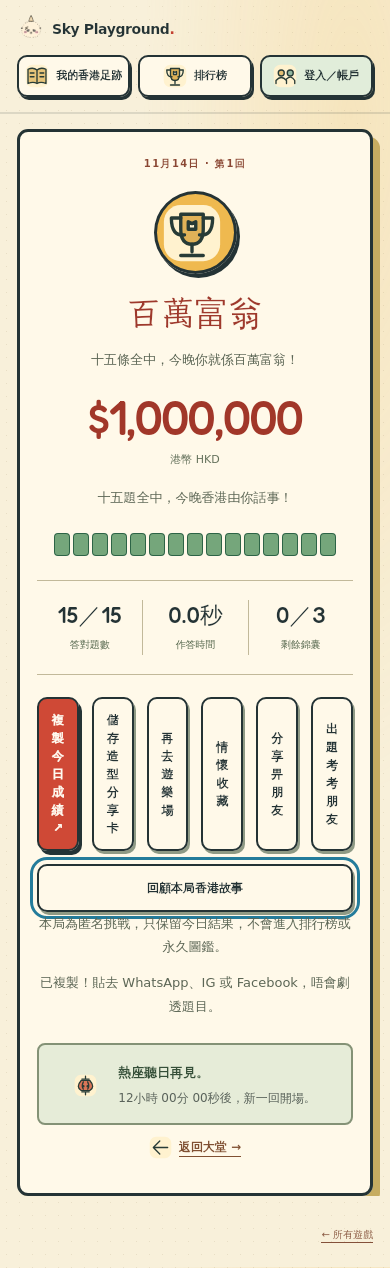 Sky Playground.
我的香港足跡
排行榜
登入／帳戶
11月14日 · 第1回
百萬富翁
十五條全中，今晚你就係百萬富翁！
$1,000,000
港幣 HKD
十五題全中，今晚香港由你話事！
15／15
答對題數
0.0秒
作答時間
0／3
剩餘錦囊
複製今日成績↗
儲存造型分享卡
再去遊樂場
情懷收藏
分享畀朋友
出題考考朋友
回顧本局香港故事
本局為匿名挑戰，只保留今日結果，不會進入排行榜或
永久圖鑑。
已複製！貼去 WhatsApp、IG 或 Facebook，唔會劇
透題目。
熱座聽日再見。
12小時 00分 00秒後，新一回開場。
返回大堂 →
← 所有遊戲